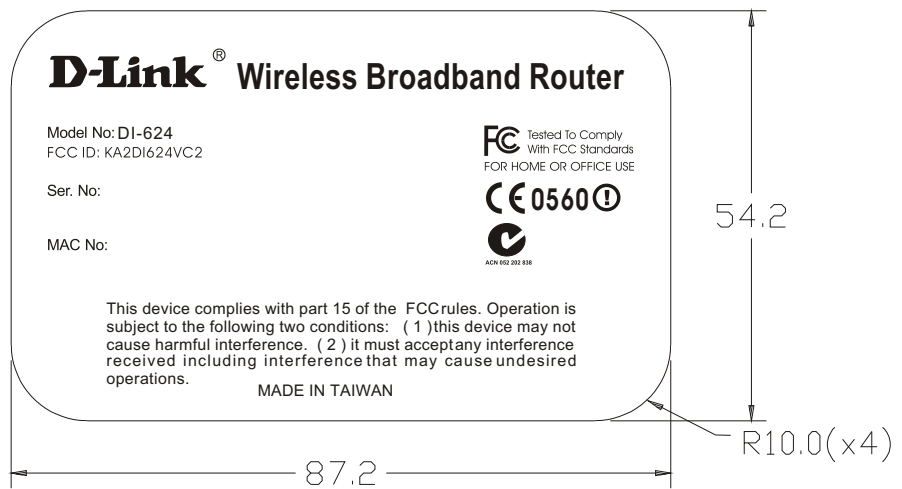 D-Link® Wireless Broadband Router
Model No: DI-624
FCC ID: KA2DI624VC2
Ser. No:
MAC No:
FC Tested To Comply
With FCC Standards
FOR HOME OR OFFICE USE
CE 0560
ACN 052 202 838
This device complies with part 15 of the FCC rules. Operation is
subject to the following two conditions: ( 1 ) this device may not
cause harmful interference. ( 2 ) it must accept any interference
received including interference that may cause undesired
operations.
MADE IN TAIWAN
54.2
R10.0(x4)
87.2